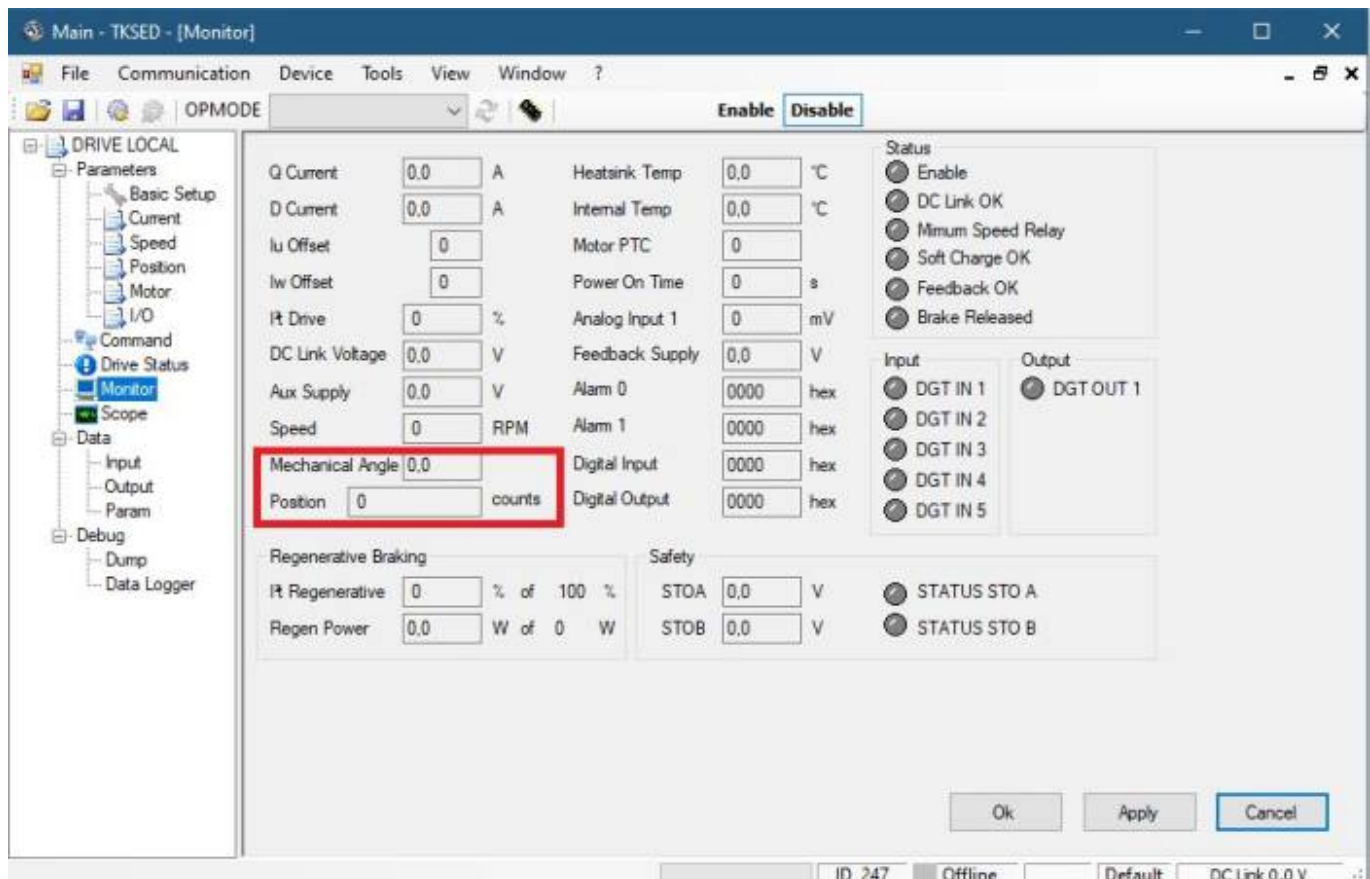 Main - TKSED - [Monitor]
File Communication Device Tools View Window ?
OPMODE Enable Disable
DRIVE LOCAL
Parameters
Basic Setup
Current
Speed
Position
Motor
I/O
Command
Drive Status
Monitor
Scope
Data
Input
Output
Param
Debug
Dump
Data Logger
Q Current 0.0 A
D Current 0.0 A
Iu Offset 0
Iw Offset 0
I²t Drive 0 %
DC Link Voltage 0.0 V
Aux Supply 0.0 V
Speed 0 RPM
Mechanical Angle 0,0
Position 0 counts
Heatsink Temp 0,0 °C
Internal Temp 0,0 °C
Motor PTC 0
Power On Time 0 s
Analog Input 1 0 mV
Feedback Supply 0,0 V
Alarm 0 0000 hex
Alarm 1 0000 hex
Digital Input 0000 hex
Digital Output 0000 hex
Status
Enable
DC Link OK
Mimum Speed Relay
Soft Charge OK
Feedback OK
Brake Released
Input
DGT IN 1
DGT IN 2
DGT IN 3
DGT IN 4
DGT IN 5
Output
DGT OUT 1
Regenerative Braking
I²t Regenerative 0 % of 100 %
Regen Power 0,0 W of 0 W
Safety
STOA 0,0 V STATUS STO A
STOB 0,0 V STATUS STO B
Ok Apply Cancel
ID 247 Offline Default DC Link 0.0 V